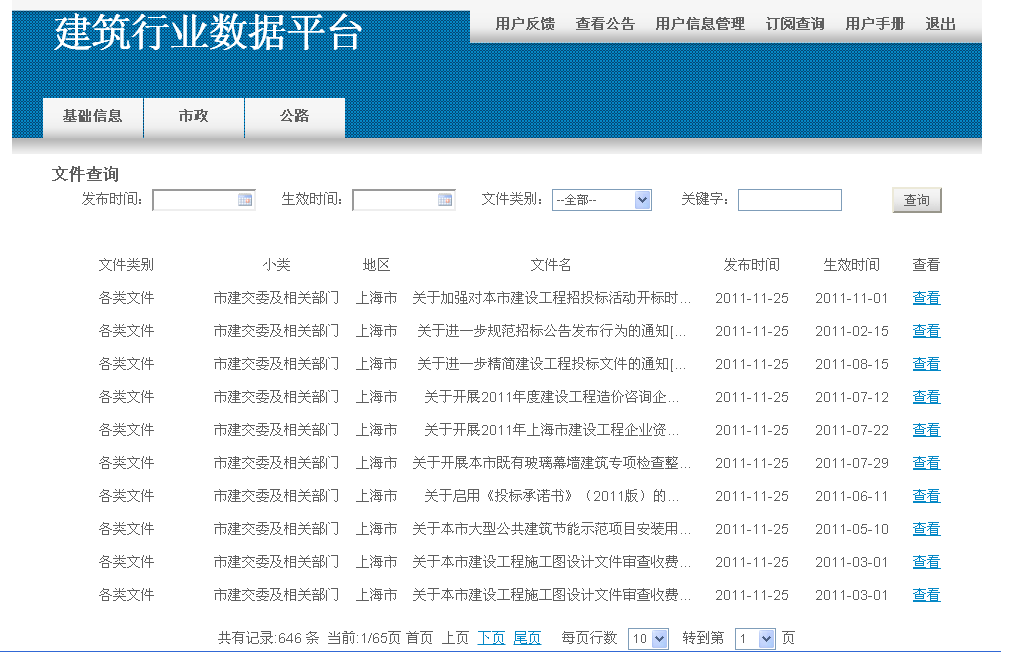 建筑行业数据平台
用户反馈 查看公告 用户信息管理 订阅查询 用户手册 退出
基础信息 市政 公路
文件查询
发布时间: 生效时间: 文件类别: --全部-- 关键字: 查询
文件类别 小类 地区 文件名 发布时间 生效时间 查看
各类文件 市建交委及相关部门 上海市 关于加强对本市建设工程招投标活动开标时... 2011-11-25 2011-11-01 查看
各类文件 市建交委及相关部门 上海市 关于进一步规范招标公告发布行为的通知[... 2011-11-25 2011-02-15 查看
各类文件 市建交委及相关部门 上海市 关于进一步精简建设工程投标文件的通知[... 2011-11-25 2011-08-15 查看
各类文件 市建交委及相关部门 上海市 关于开展2011年度建设工程造价咨询企... 2011-11-25 2011-07-12 查看
各类文件 市建交委及相关部门 上海市 关于开展2011年上海市建设工程企业资... 2011-11-25 2011-07-22 查看
各类文件 市建交委及相关部门 上海市 关于开展本市既有玻璃幕墙建筑专项检查整... 2011-11-25 2011-07-29 查看
各类文件 市建交委及相关部门 上海市 关于启用《投标承诺书》（2011版）的... 2011-11-25 2011-06-11 查看
各类文件 市建交委及相关部门 上海市 关于本市大型公共建筑节能示范项目安装用... 2011-11-25 2011-05-10 查看
各类文件 市建交委及相关部门 上海市 关于本市建设工程施工图设计文件审查收费... 2011-11-25 2011-03-01 查看
各类文件 市建交委及相关部门 上海市 关于本市建设工程施工图设计文件审查收费... 2011-11-25 2011-03-01 查看
共有记录:646 条 当前:1/65页 首页 上页 下页 尾页 每页行数 10 转到第 1 页